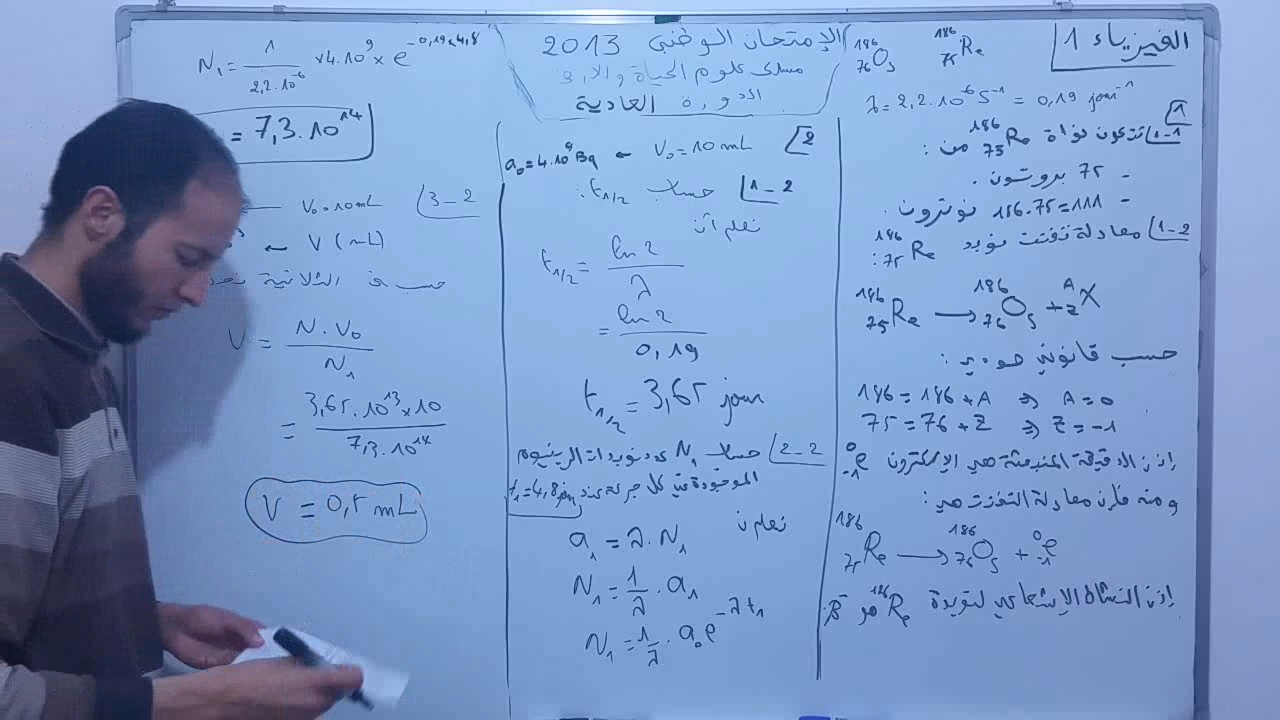 الفيزياء 1
¹⁸⁶₇₆Os ¹⁸⁶₇₅Re
λ = 2,2.10⁻⁶ s⁻¹ = 0,19 jour⁻¹
1
1-1) تتكون نواة ¹⁸⁶₇₅Re من :
- 75 بروتون .
- 186-75=111 نوترون .
1-2) معادلة تفتت نويدة ¹⁸⁶₇₅Re :
¹⁸⁶₇₅Re → ¹⁸⁶₇₆Os + ᴬ_Z X
حسب قانوني صودي :
186 = 186 + A ⇒ A = 0
75 = 76 + Z ⇒ Z = -1
إذن الدقيقة المنبعثة هي الإلكترون ⁰₋₁e
ومنه فإن معادلة التفتت هي :
¹⁸⁶₇₅Re → ¹⁸⁶₇₆Os + ⁰₋₁e
إذن النشاط الإشعاعي لنويدة ¹⁸⁶Re هو β⁻
الإمتحان الوطني 2013
مسلك علوم الحياة والارض
الدورة العادية
2) V₀ = 10 mL ← a₀ = 4.10⁹ Bq
2-1) حساب t₁/₂ :
نعلم أن
t₁/₂ = ln 2 / λ
= ln 2 / 0,19
t₁/₂ = 3,65 jour
2-2) حساب N₁ عدد نويدات الرينيوم
الموجودة في كل جرعة عند t₁ = 4,8 jour
نعلم أن
a₁ = λ . N₁
N₁ = 1/λ . a₁
N₁ = 1/λ . a₀ e^(-λt₁)
N₁ = 1/(2,2.10⁻⁶) × 4.10⁹ × e^(-0,19×4,8)
= 7,3.10¹⁴
3-2) V₀ = 10 mL
← V (mL)
حسب
V = N.V₀ / N₁
= 3,65.10¹³ × 10 / 7,3.10¹⁴
V = 0,5 mL